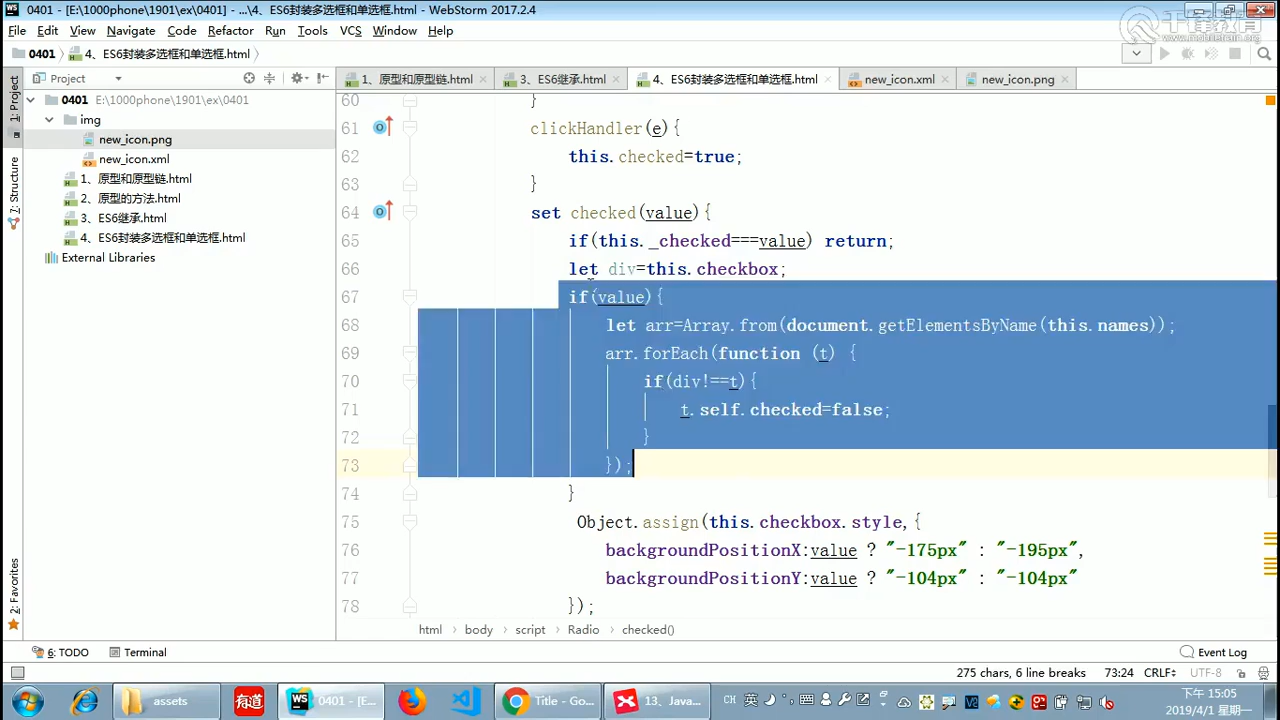 0401 - [E:\1000phone\1901\ex\0401] - ...\4、ES6封装多选框和单选框.html - WebStorm 2017.2.4
千锋教育
www.mobiletrain.org
File Edit View Navigate Code Refactor Run Tools VCS Window Help
0401 4、ES6封装多选框和单选框.html
Project
1、原型和原型链.html 3、ES6继承.html 4、ES6封装多选框和单选框.html new_icon.xml new_icon.png
1: Project
7: Structure
2: Favorites
0401 E:\1000phone\1901\ex\0401
img
new_icon.png
new_icon.xml
1、原型和原型链.html
2、原型的方法.html
3、ES6继承.html
4、ES6封装多选框和单选框.html
External Libraries
60 }
61 clickHandler(e){
62 this.checked=true;
63 }
64 set checked(value){
65 if(this._checked===value) return;
66 let div=this.checkbox;
67 if(value){
68 let arr=Array.from(document.getElementsByName(this.names));
69 arr.forEach(function (t) {
70 if(div!==t){
71 t.self.checked=false;
72 }
73 });
74 }
75 Object.assign(this.checkbox.style,{
76 backgroundPositionX:value ? "-175px" : "-195px",
77 backgroundPositionY:value ? "-104px" : "-104px"
78 });
html body script Radio checked()
6: TODO Terminal Event Log
275 chars, 6 line breaks 73:24 CRLF÷ UTF-8÷
assets 有道 WS 0401 - [E... Title - Go... 13、Java... CH 英
下午 15:05
2019/4/1 星期一